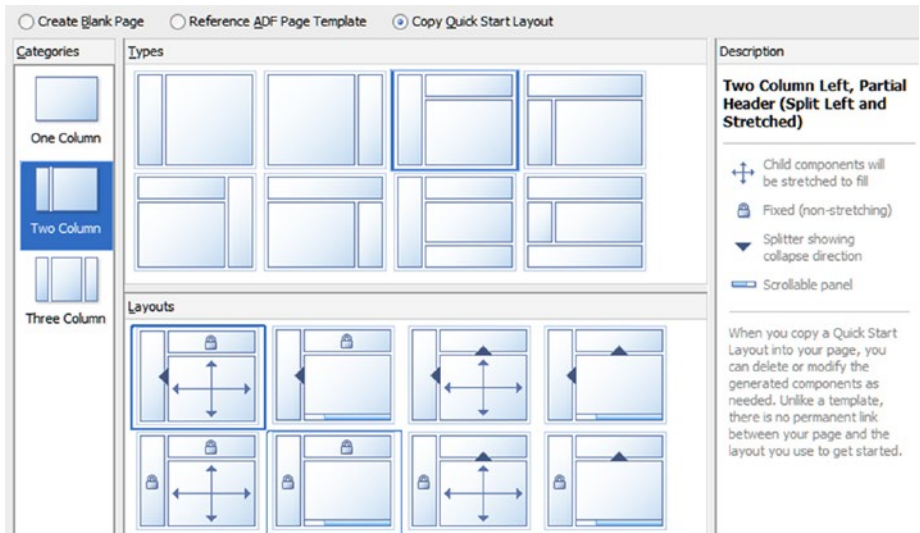 Create Blank Page
Reference ADF Page Template
Copy Quick Start Layout
Categories
One Column
Two Column
Three Column
Types
Layouts
Description
Two Column Left, Partial
Header (Split Left and
Stretched)
Child components will
be stretched to fill
Fixed (non-stretching)
Splitter showing
collapse direction
Scrollable panel
When you copy a Quick Start
Layout into your page, you
can delete or modify the
generated components as
needed. Unlike a template,
there is no permanent link
between your page and the
layout you use to get started.